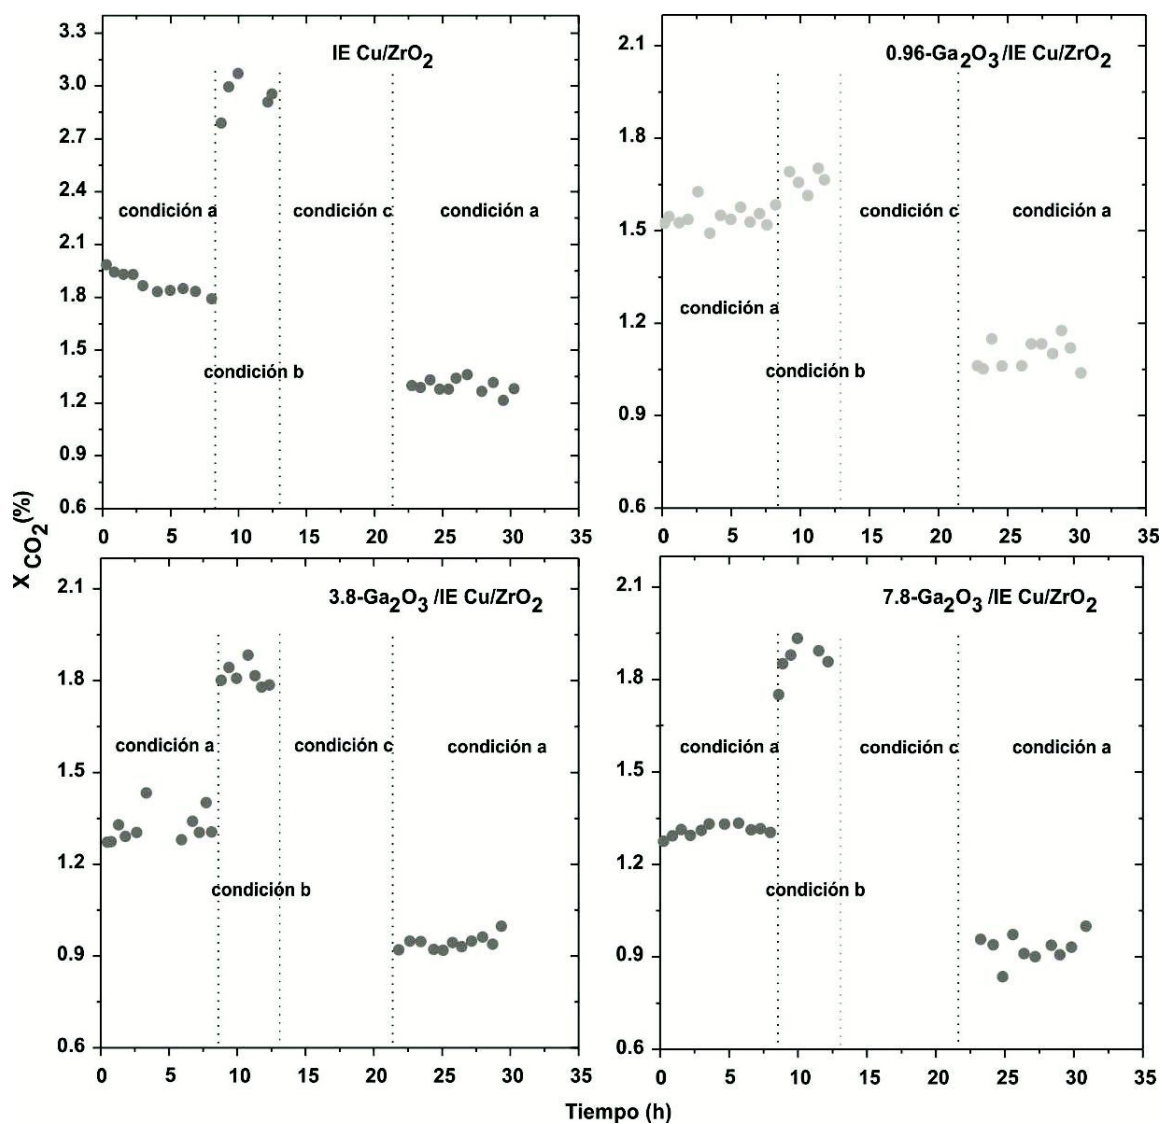 IE Cu/ZrO2
3.3
3.0
2.7
2.4
2.1
1.8
1.5
1.2
0.9
0.6
condición a
condición b
condición c
condición a
0 5 10 15 20 25 30 35
0.96-Ga2O3/IE Cu/ZrO2
2.1
1.8
1.5
1.2
0.9
0.6
condición c
condición a
condición a
condición b
0 5 10 15 20 25 30 35
X CO2(%)
3.8-Ga2O3 /IE Cu/ZrO2
2.1
1.8
1.5
1.2
0.9
0.6
condición a
condición c
condición a
condición b
0 5 10 15 20 25 30 35
7.8-Ga2O3 /IE Cu/ZrO2
2.1
1.8
1.5
1.2
0.9
0.6
condición a
condición c
condición a
condición b
0 5 10 15 20 25 30 35
Tiempo (h)